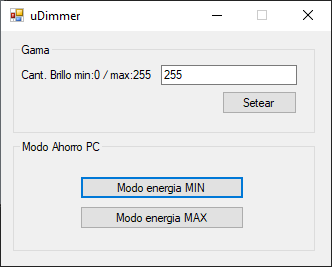 uDimmer
Gama
Cant. Brillo min:0 / max:255 255
Setear
Modo Ahorro PC
Modo energia MIN
Modo energia MAX